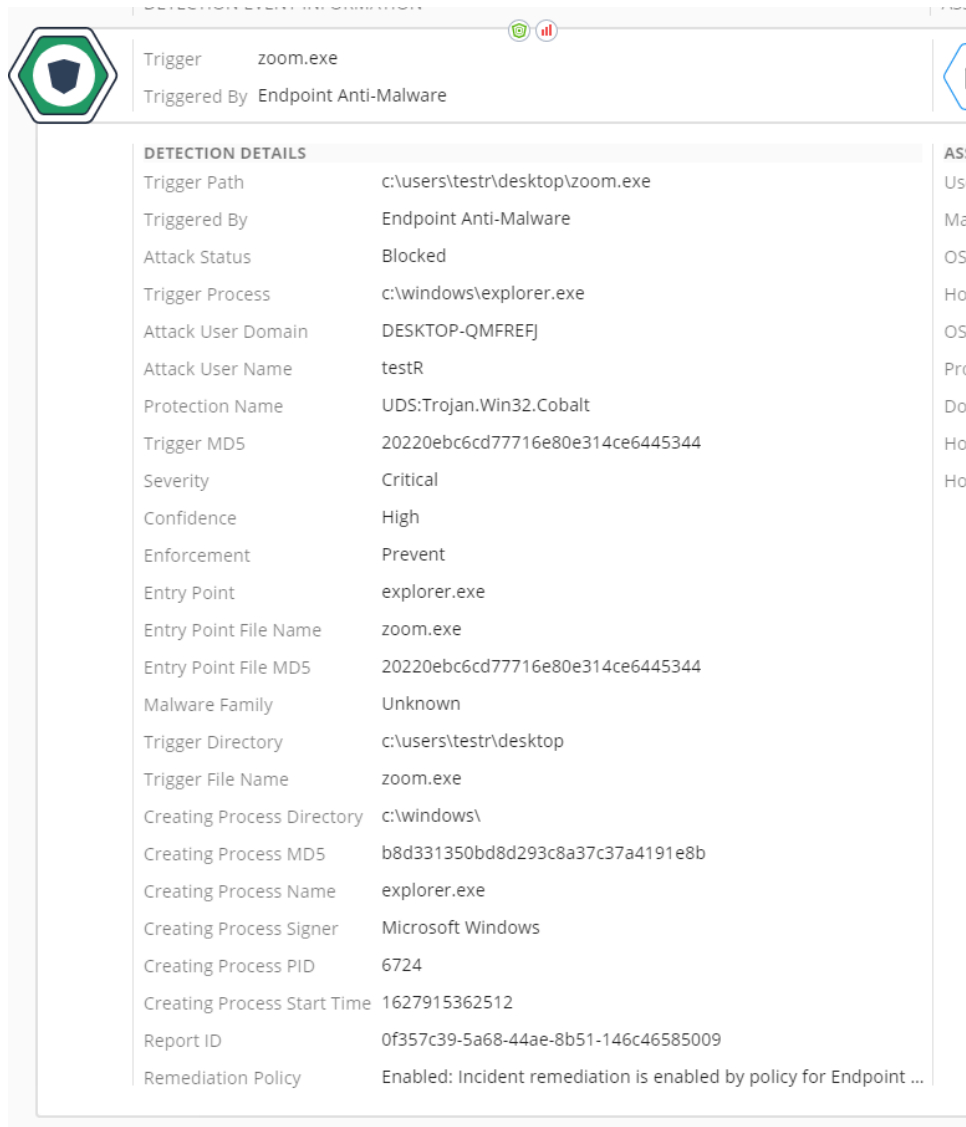 DETECTION EVENT INFORMATION
Trigger zoom.exe
Triggered By Endpoint Anti-Malware
DETECTION DETAILS
Trigger Path c:\users\testr\desktop\zoom.exe
Triggered By Endpoint Anti-Malware
Attack Status Blocked
Trigger Process c:\windows\explorer.exe
Attack User Domain DESKTOP-QMFREFJ
Attack User Name testR
Protection Name UDS:Trojan.Win32.Cobalt
Trigger MD5 20220ebc6cd77716e80e314ce6445344
Severity Critical
Confidence High
Enforcement Prevent
Entry Point explorer.exe
Entry Point File Name zoom.exe
Entry Point File MD5 20220ebc6cd77716e80e314ce6445344
Malware Family Unknown
Trigger Directory c:\users\testr\desktop
Trigger File Name zoom.exe
Creating Process Directory c:\windows\
Creating Process MD5 b8d331350bd8d293c8a37c37a4191e8b
Creating Process Name explorer.exe
Creating Process Signer Microsoft Windows
Creating Process PID 6724
Creating Process Start Time 1627915362512
Report ID 0f357c39-5a68-44ae-8b51-146c46585009
Remediation Policy Enabled: Incident remediation is enabled by policy for Endpoint ...